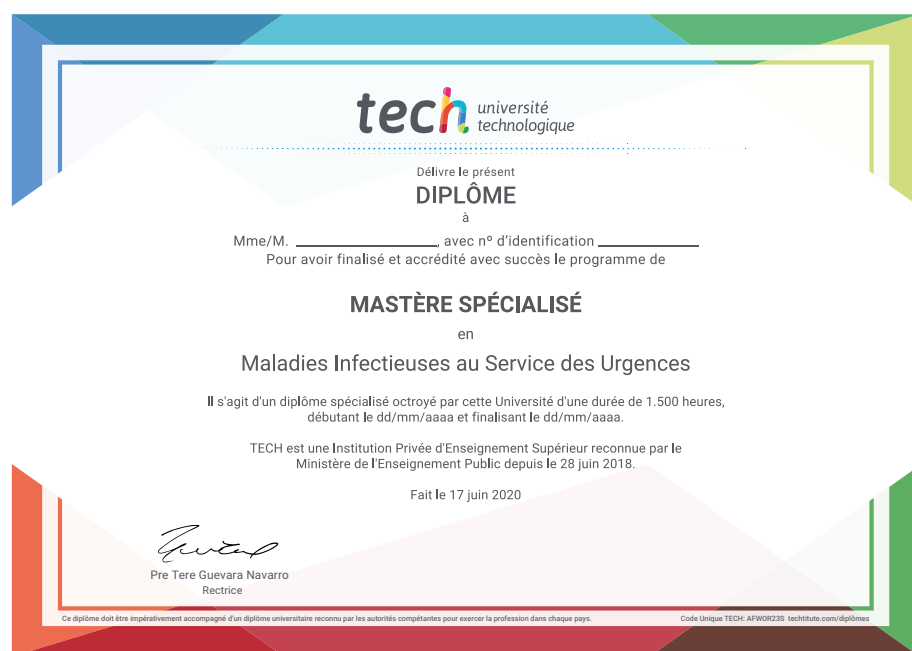 tech université
technologique
Délivre le présent
DIPLÔME
à
Mme/M. ____________________, avec nº d'identification ______________
Pour avoir finalisé et accrédité avec succès le programme de
MASTÈRE SPÉCIALISÉ
en
Maladies Infectieuses au Service des Urgences
Il s'agit d'un diplôme spécialisé octroyé par cette Université d'une durée de 1.500 heures,
débutant le dd/mm/aaaa et finalisant le dd/mm/aaaa.
TECH est une Institution Privée d'Enseignement Supérieur reconnue par le
Ministère de l'Enseignement Public depuis le 28 juin 2018.
Fait le 17 juin 2020
Pre Tere Guevara Navarro
Rectrice
Ce diplôme doit être impérativement accompagné d'un diplôme universitaire reconnu par les autorités compétantes pour exercer la profession dans chaque pays. Code Unique TECH: AFWOR23S techtitute.com/diplômes